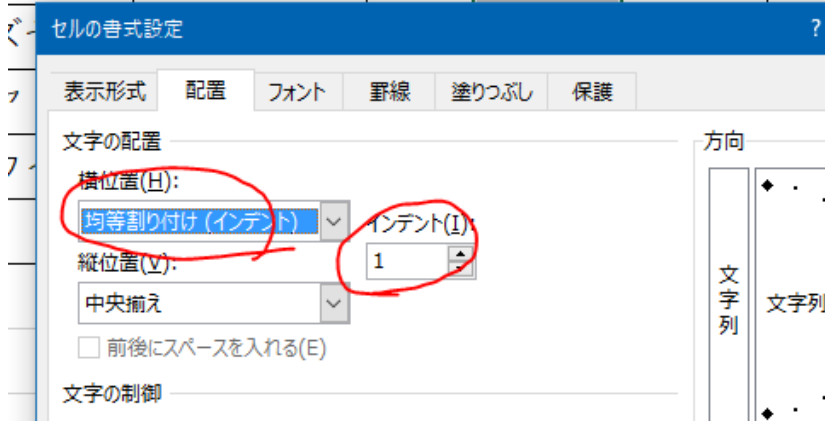 セルの書式設定 ?
表示形式 配置 フォント 罫線 塗りつぶし 保護
文字の配置
方向
横位置(H):
均等割り付け (インデント)
インデント(I):
1
縦位置(V):
中央揃え
文字列
文字列
前後にスペースを入れる(E)
文字の制御